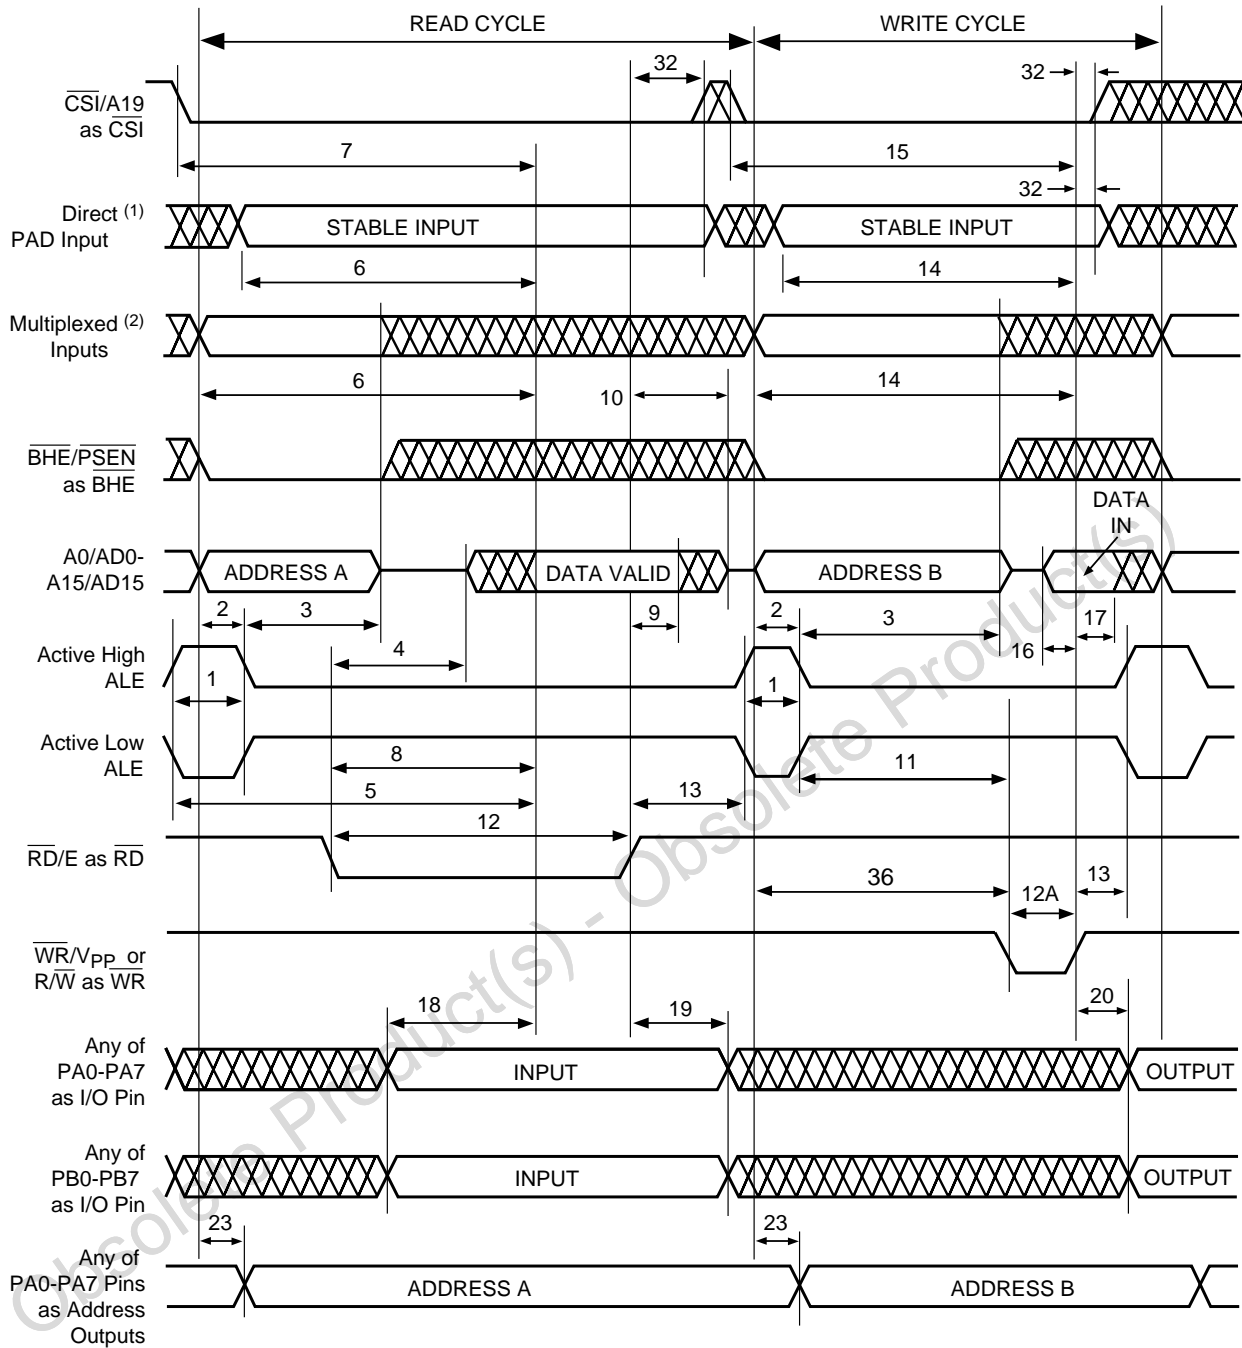 READ CYCLE
WRITE CYCLE
32
32
CSI/A19
as CSI
7
15
32
Direct (1)
PAD Input
STABLE INPUT
STABLE INPUT
6
14
Multiplexed (2)
Inputs
6
10
14
BHE/PSEN
as BHE
DATA
IN
A0/AD0-
A15/AD15
ADDRESS A
DATA VALID
ADDRESS B
2
3
9
2
3
17
4
16
Active High
ALE
1
1
Active Low
ALE
8
11
5
13
12
RD/E as RD
36
12A
13
WR/VPP or
R/W as WR
18
19
20
Any of
PA0-PA7
as I/O Pin
INPUT
OUTPUT
Any of
PB0-PB7
as I/O Pin
INPUT
OUTPUT
23
23
Any of
PA0-PA7 Pins
as Address
Outputs
ADDRESS A
ADDRESS B
Obsolete Product(s) - Obsolete Product(s)